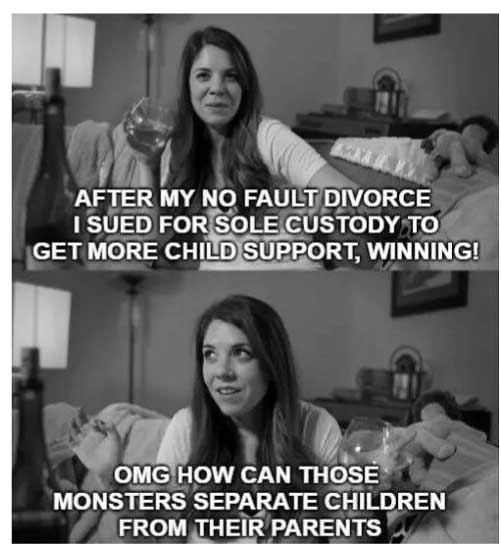 AFTER MY NO FAULT DIVORCE
I SUED FOR SOLE CUSTODY TO
GET MORE CHILD SUPPORT, WINNING!
OMG HOW CAN THOSE
MONSTERS SEPARATE CHILDREN
FROM THEIR PARENTS